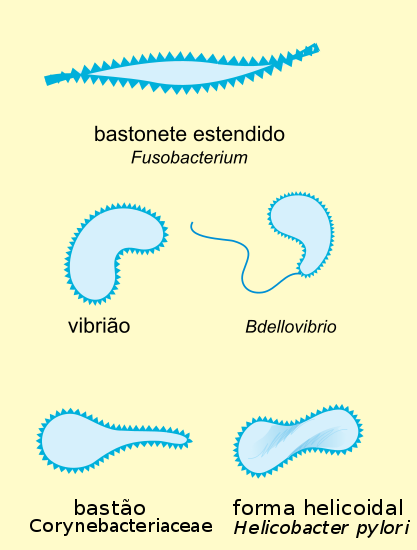 bastonete estendido
Fusobacterium
vibrião
Bdellovibrio
bastão
Corynebacteriaceae
forma helicoidal
Helicobacter pylori